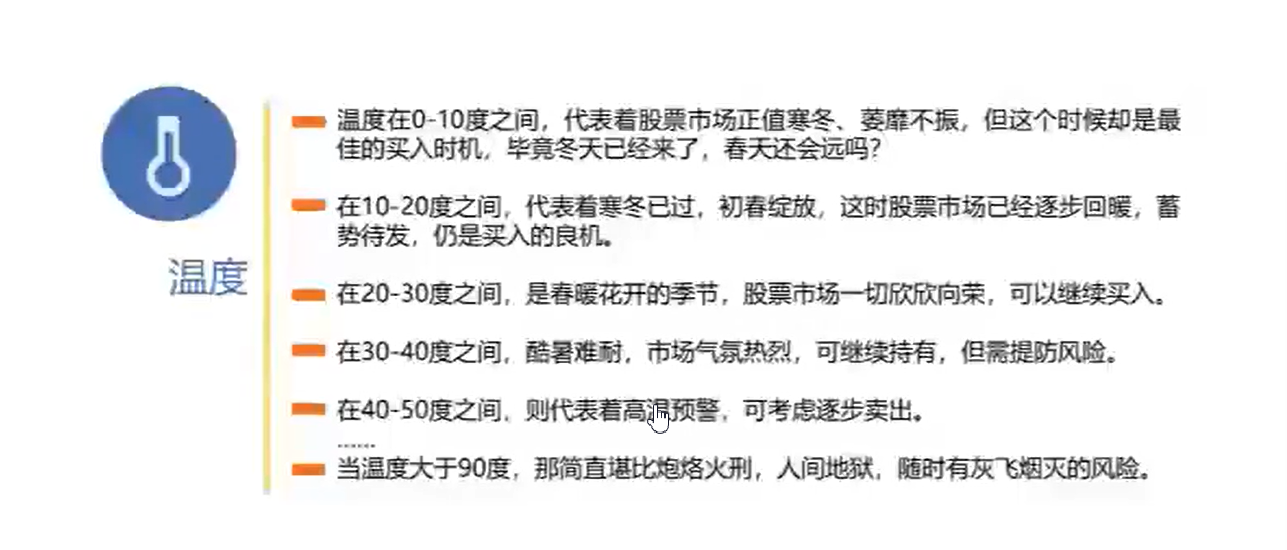 温度
温度在0-10度之间，代表着股票市场正值寒冬、萎靡不振，但这个时候却是最
佳的买入时机，毕竟冬天已经来了，春天还会远吗？
在10-20度之间，代表着寒冬已过，初春绽放，这时股票市场已经逐步回暖，蓄
势待发，仍是买入的良机。
在20-30度之间，是春暖花开的季节，股票市场一切欣欣向荣，可以继续买入。
在30-40度之间，酷暑难耐，市场气氛热烈，可继续持有，但需提防风险。
在40-50度之间，则代表着高温预警，可考虑逐步卖出。
......
当温度大于90度，那简直堪比炮烙火刑，人间地狱，随时有灰飞烟灭的风险。